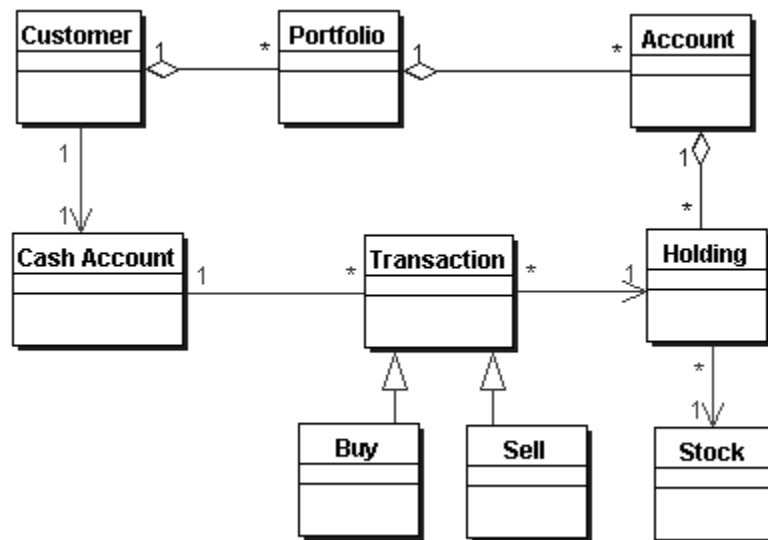 Customer
1
*
Portfolio
1
*
Account
1
1
1
*
Cash Account
1
*
Transaction
*
1
Holding
*
1
Buy
Sell
Stock